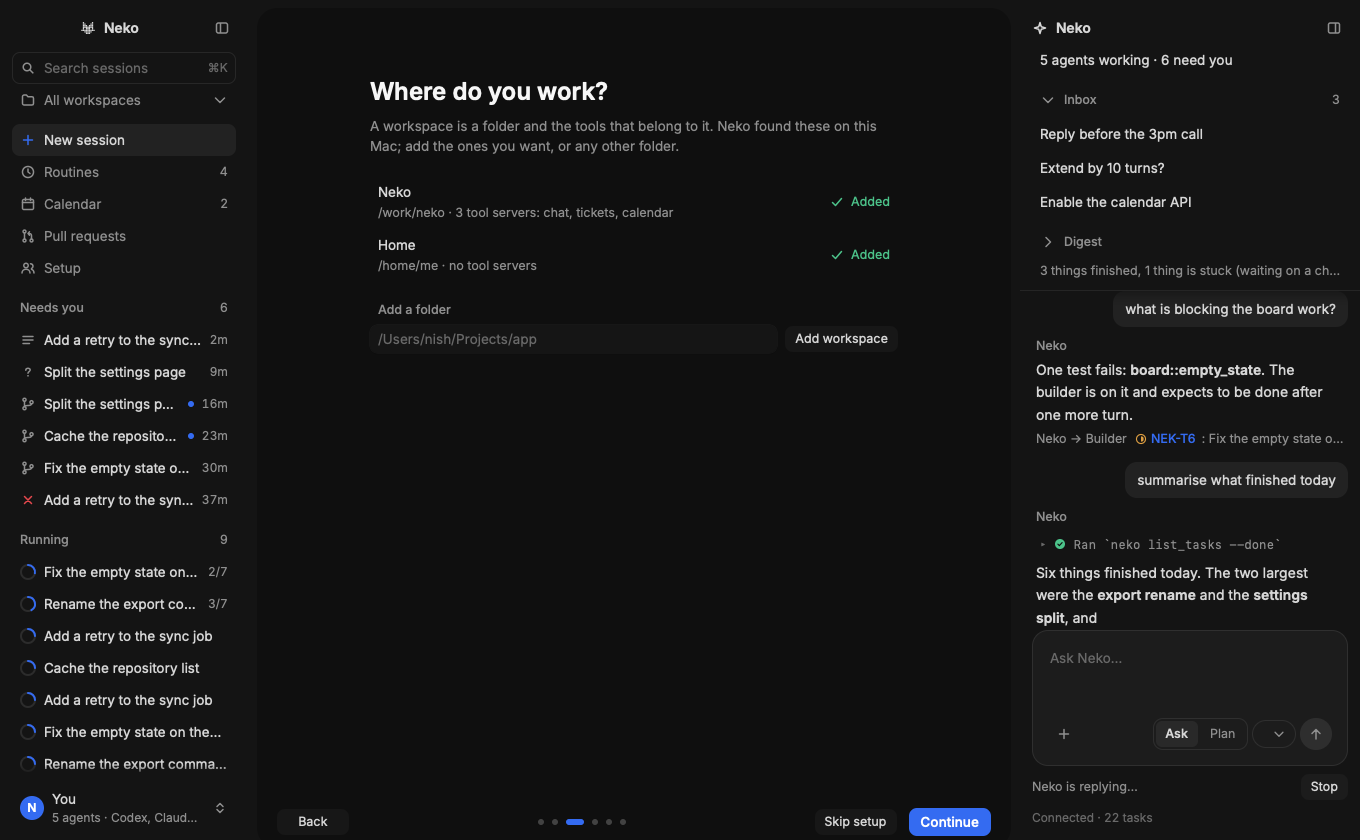 Neko
Search sessions ⌘K
All workspaces
New session
Routines 4
Calendar 2
Pull requests
Setup
Needs you 6
Add a retry to the sync... 2m
? Split the settings page 9m
Split the settings p... 16m
Cache the reposito... 23m
Fix the empty state o... 30m
Add a retry to the syn... 37m
Running 9
Fix the empty state on... 2/7
Rename the export co... 3/7
Add a retry to the sync job
Cache the repository list
Add a retry to the sync job
Fix the empty state on the...
Rename the export comma...
N
You
5 agents · Codex, Claud...
Where do you work?
A workspace is a folder and the tools that belong to it. Neko found these on this
Mac; add the ones you want, or any other folder.
Neko
/work/neko · 3 tool servers: chat, tickets, calendar
Added
Home
/home/me · no tool servers
Added
Add a folder
/Users/nish/Projects/app
Add workspace
Back
Skip setup
Continue
Neko
5 agents working · 6 need you
Inbox 3
Reply before the 3pm call
Extend by 10 turns?
Enable the calendar API
Digest
3 things finished, 1 thing is stuck (waiting on a ch...
what is blocking the board work?
Neko
One test fails: board::empty_state. The
builder is on it and expects to be done after
one more turn.
Neko → Builder NEK-T6 : Fix the empty state o...
summarise what finished today
Neko
Ran `neko list_tasks --done`
Six things finished today. The two largest
were the export rename and the settings
split, and
Ask Neko...
Ask Plan
Neko is replying...
Stop
Connected · 22 tasks